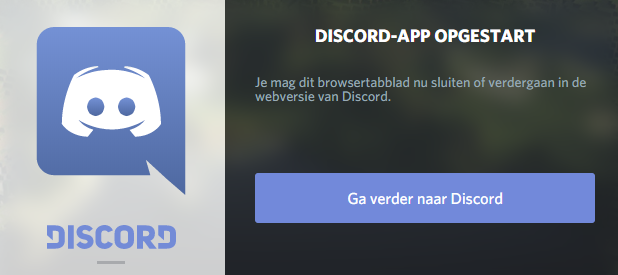 DISCORD
DISCORD-APP OPGESTART
Je mag dit browsertabblad nu sluiten of verdergaan in de
webversie van Discord.
Ga verder naar Discord